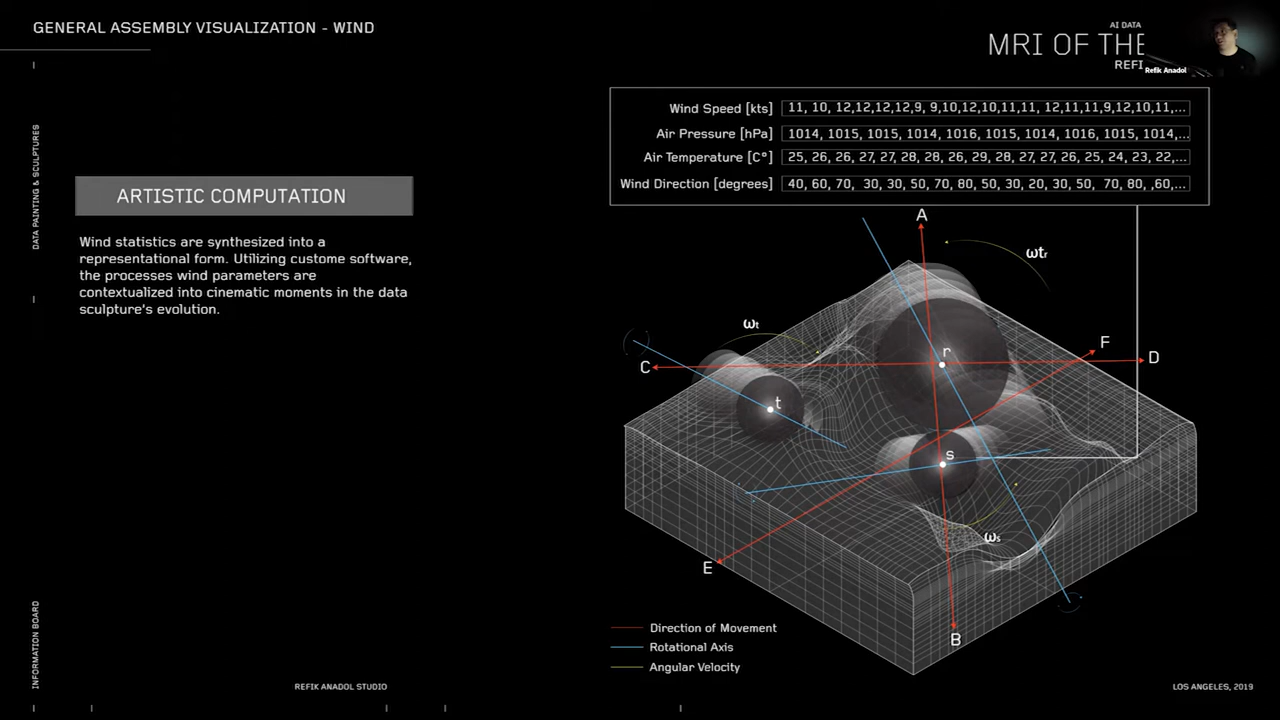 GENERAL ASSEMBLY VISUALIZATION - WIND
AI DATA
MRI OF THE
REFI
Refik Anadol
DATA PAINTING & SCULPTURES
Wind Speed [kts] 11, 10, 12,12,12,12,9, 9,10,12,10,11,11, 12,11,11,9,12,10,11,...
Air Pressure [hPa] 1014, 1015, 1015, 1014, 1016, 1015, 1014, 1016, 1015, 1014,...
Air Temperature [C°] 25, 26, 26, 27, 27, 28, 28, 26, 29, 28, 27, 27, 26, 25, 24, 23, 22,...
Wind Direction [degrees] 40, 60, 70, 30, 30, 50, 70, 80, 50, 30, 20, 30, 50, 70, 80, ,60,...
ARTISTIC COMPUTATION
Wind statistics are synthesized into a
representational form. Utilizing custome software,
the processes wind parameters are
contextualized into cinematic moments in the data
sculpture's evolution.
A
ωtr
ωt
F
r
D
C
t
s
ωs
E
B
Direction of Movement
Rotational Axis
Angular Velocity
INFORMATION BOARD
REFIK ANADOL STUDIO
LOS ANGELES, 2019